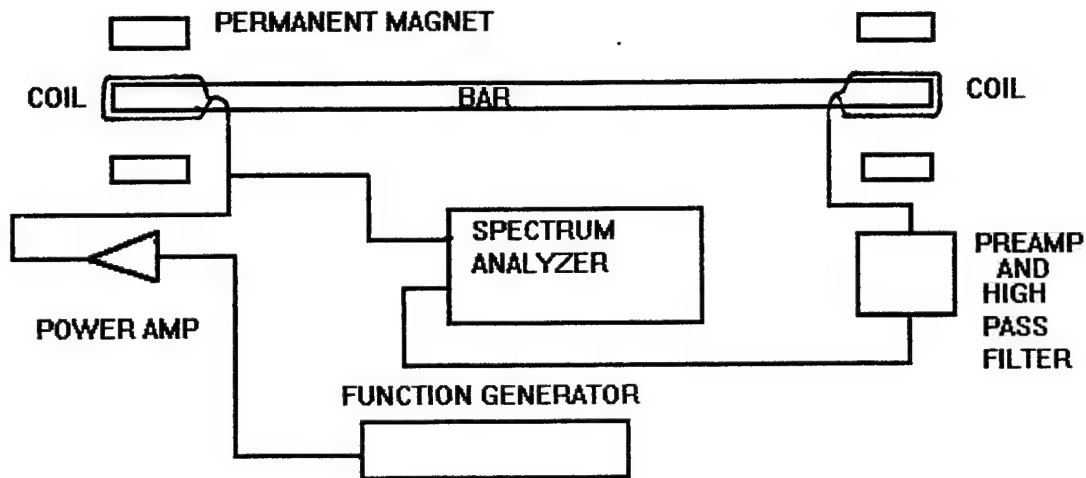 PERMANENT MAGNET
COIL
BAR
COIL
SPECTRUM
ANALYZER
PREAMP
AND
HIGH
PASS
FILTER
POWER AMP
FUNCTION GENERATOR